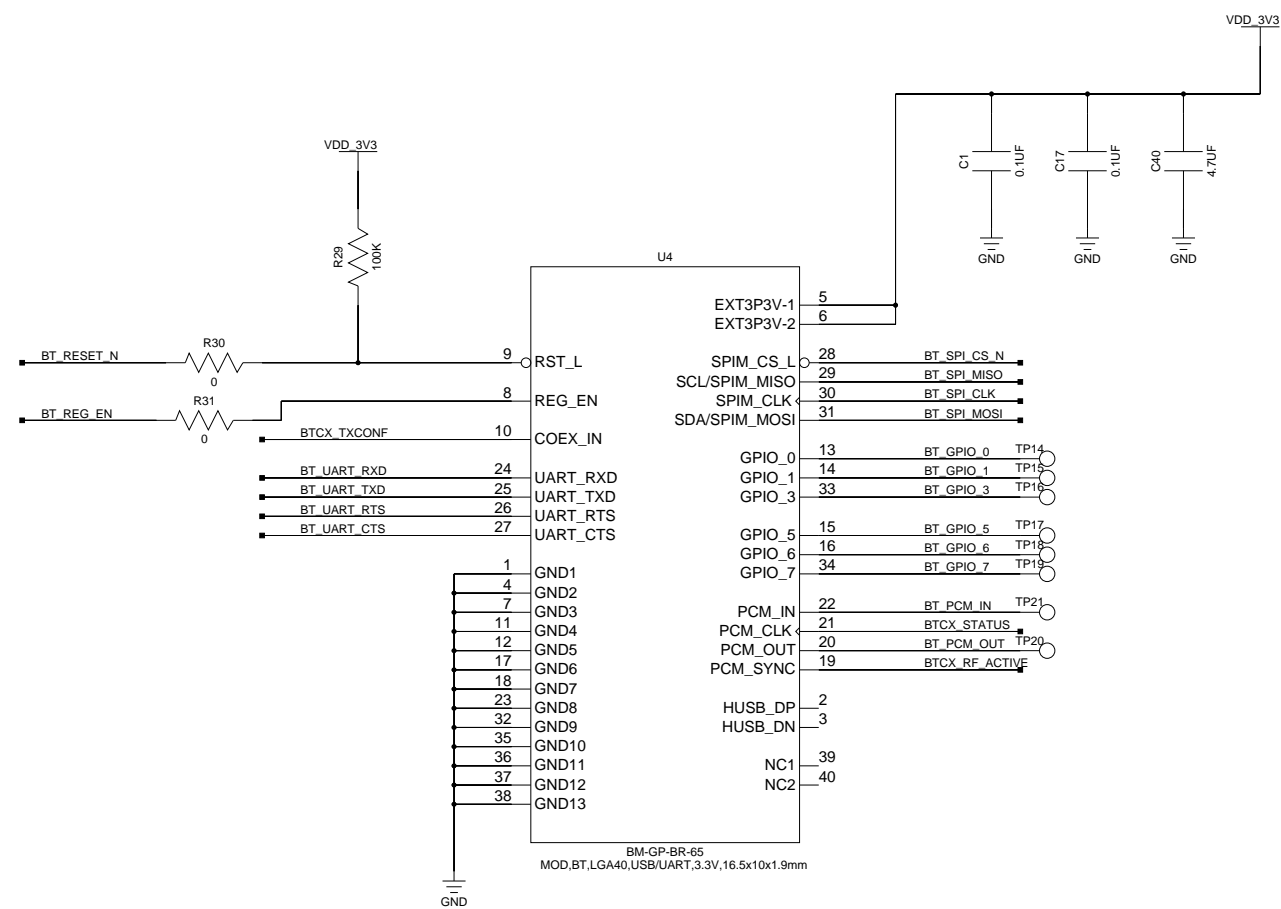 VDD_3V3
VDD_3V3
C1
0.1UF
C17
0.1UF
C40
4.7UF
GND
GND
GND
R29
100K
U4
EXT3P3V-1 5
EXT3P3V-2 6
BT_RESET_N
R30
0
9 RST_L
SPIM_CS_L 28 BT_SPI_CS_N
SCL/SPIM_MISO 29 BT_SPI_MISO
BT_REG_EN
R31
0
8 REG_EN
SPIM_CLK 30 BT_SPI_CLK
SDA/SPIM_MOSI 31 BT_SPI_MOSI
BTCX_TXCONF 10 COEX_IN
GPIO_0 13 BT_GPIO_0 TP14
BT_UART_RXD 24 UART_RXD
GPIO_1 14 BT_GPIO_1 TP15
BT_UART_TXD 25 UART_TXD
GPIO_3 33 BT_GPIO_3 TP16
BT_UART_RTS 26 UART_RTS
BT_UART_CTS 27 UART_CTS
GPIO_5 15 BT_GPIO_5 TP17
GPIO_6 16 BT_GPIO_6 TP18
1 GND1
GPIO_7 34 BT_GPIO_7 TP19
4 GND2
7 GND3
PCM_IN 22 BT_PCM_IN TP21
11 GND4
PCM_CLK 21 BTCX_STATUS
12 GND5
PCM_OUT 20 BT_PCM_OUT TP20
17 GND6
PCM_SYNC 19 BTCX_RF_ACTIVE
18 GND7
23 GND8
HUSB_DP 2
32 GND9
HUSB_DN 3
35 GND10
36 GND11
NC1 39
37 GND12
NC2 40
38 GND13
BM-GP-BR-65
MOD,BT,LGA40,USB/UART,3.3V,16.5x10x1.9mm
GND